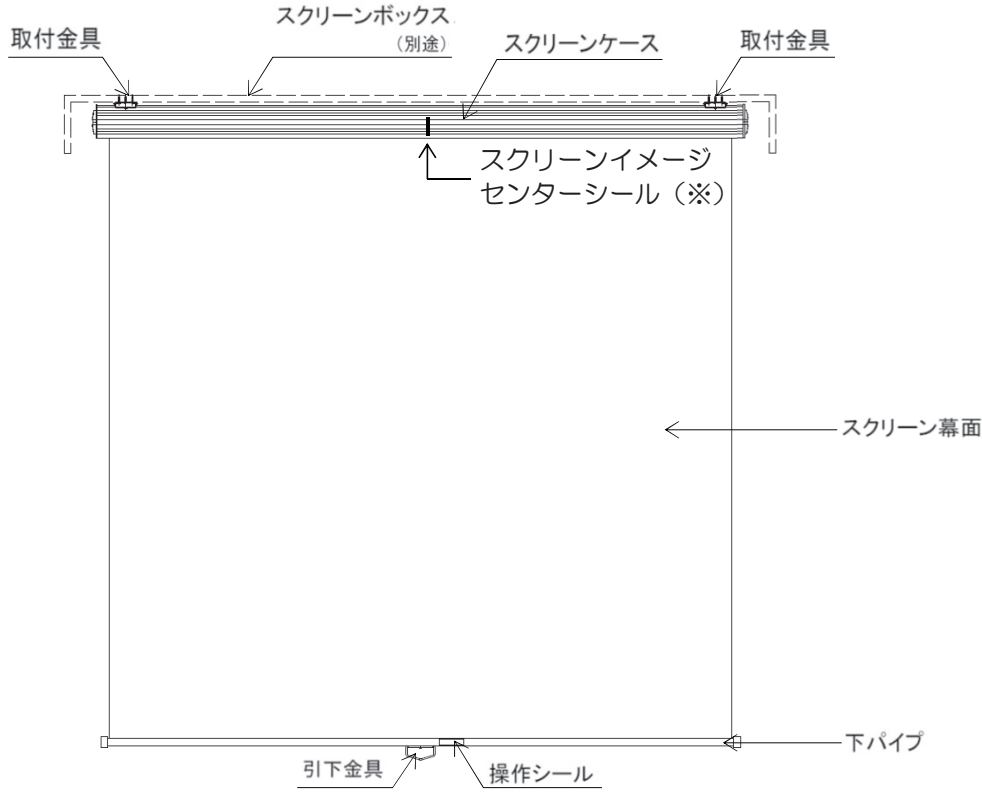 スクリーンボックス
（別途）
取付金具
スクリーンケース
取付金具
スクリーンイメージ
センターシール（※）
スクリーン幕面
下パイプ
引下金具
操作シール